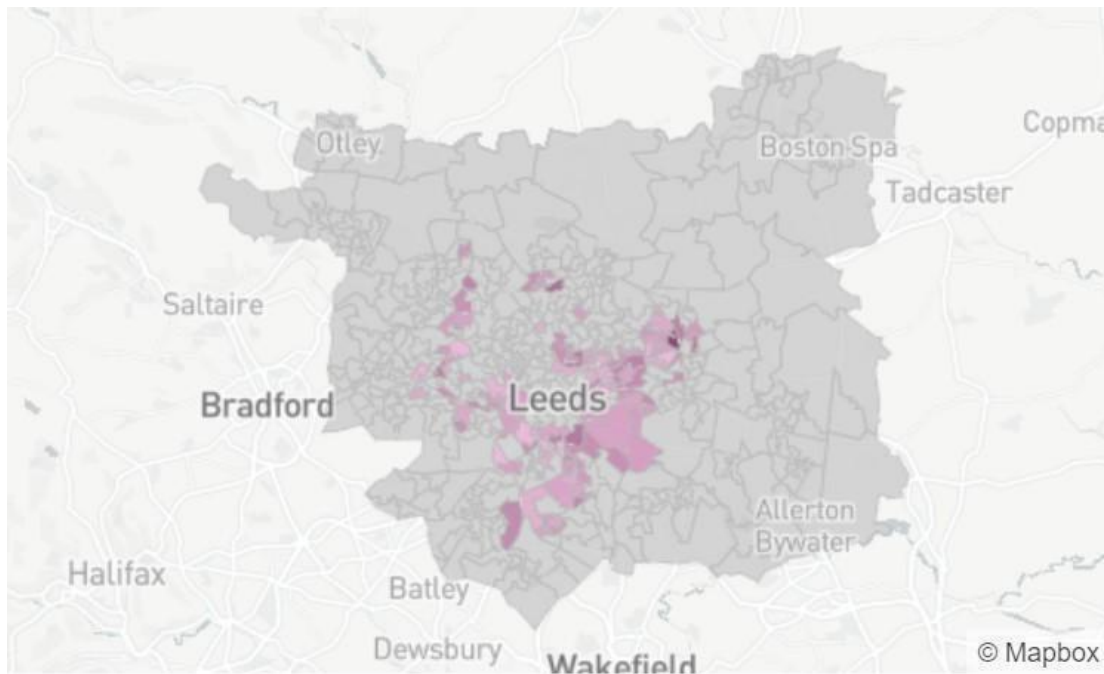 Otley
Boston Spa
Copma
Tadcaster
Saltaire
Bradford
Leeds
Allerton
Bywater
Halifax
Batley
Dewsbury
Wakefield
© Mapbox